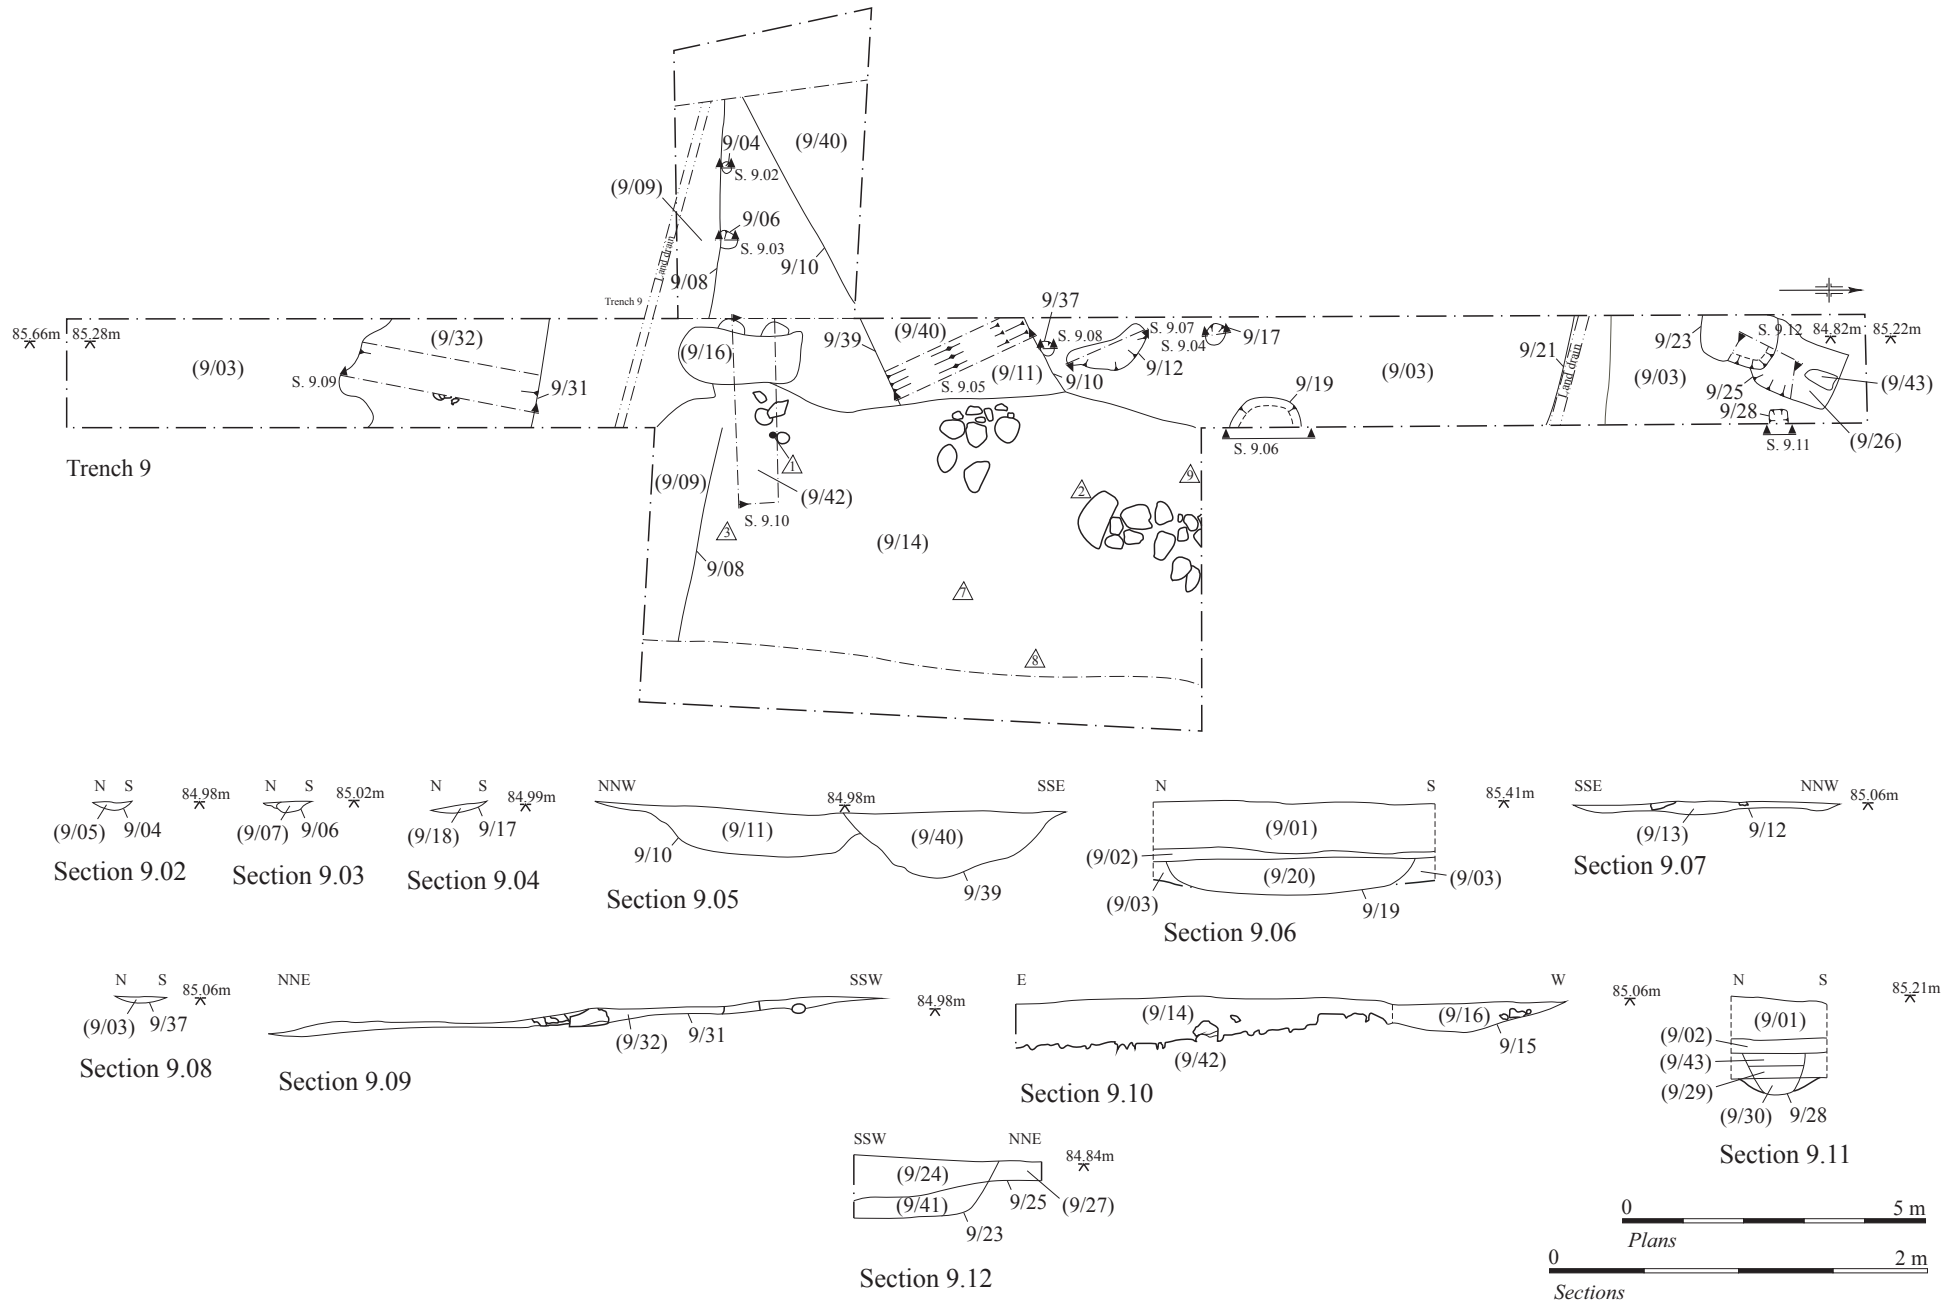 (9/40)
9/04
S. 9.02
(9/09)
9/06
S. 9.03
Land drain
9/08
9/10
Trench 9
9/37
85.66m
85.28m
(9/32)
(9/03)
S. 9.09
9/31
(9/16)
9/39
(9/40)
S. 9.05
(9/11)
9/10
S. 9.08
S. 9.07
S. 9.04
9/12
9/17
9/19
S. 9.06
(9/03)
9/21
Land drain
(9/03)
9/23
S. 9.12
84.82m
85.22m
9/25
9/28
(9/43)
S. 9.11
(9/26)
Trench 9
(9/09)
1
(9/42)
S. 9.10
3
9/08
(9/14)
2
9
7
8
N S
84.98m
(9/05) 9/04
Section 9.02
N S
85.02m
(9/07) 9/06
Section 9.03
N S
84.99m
(9/18) 9/17
Section 9.04
NNW SSE
84.98m
(9/11) (9/40)
9/10
9/39
Section 9.05
N S
85.41m
(9/01)
(9/02)
(9/20)
(9/03) (9/03)
9/19
Section 9.06
SSE NNW
85.06m
(9/13) 9/12
Section 9.07
N S
85.06m
(9/03) 9/37
Section 9.08
NNE SSW
84.98m
(9/32) 9/31
Section 9.09
E W
85.06m
(9/14) (9/16)
(9/42) 9/15
Section 9.10
N S
85.21m
(9/01)
(9/02)
(9/43)
(9/29)
(9/30) 9/28
Section 9.11
SSW NNE
84.84m
(9/24)
(9/41) 9/25 (9/27)
9/23
Section 9.12
0 5 m
Plans
0 2 m
Sections